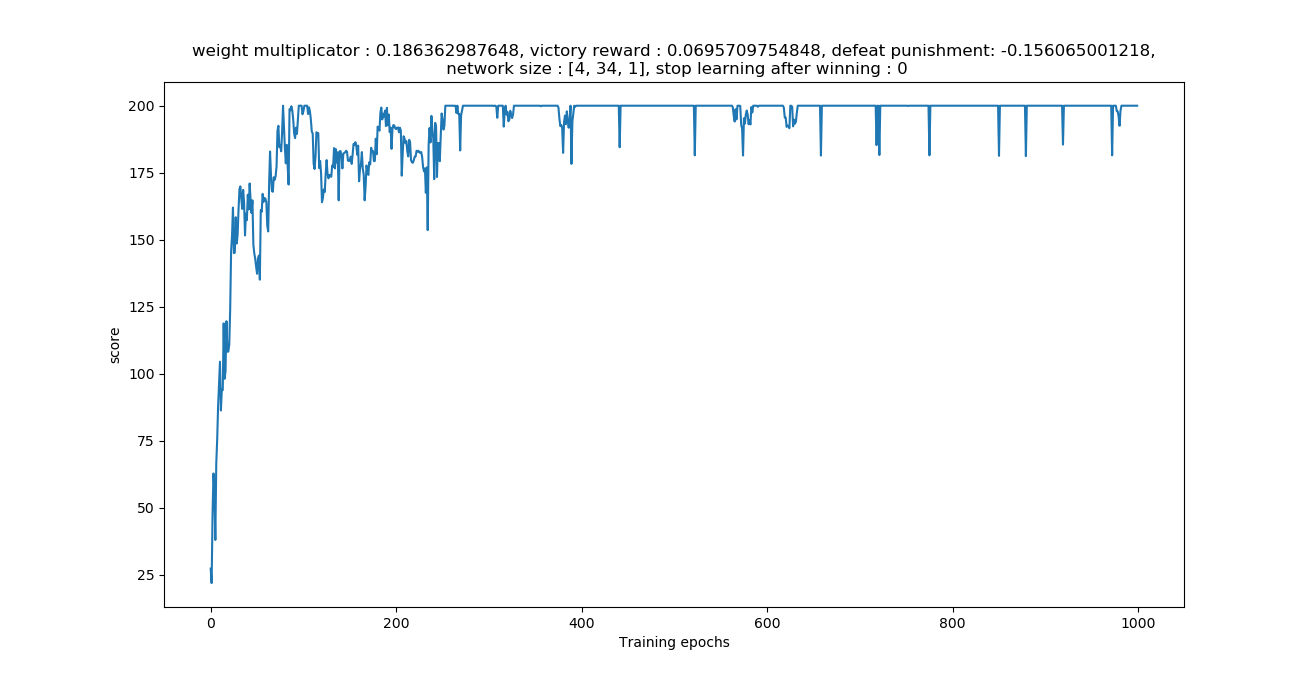 weight multiplicator : 0.186362987648, victory reward : 0.0695709754848, defeat punishment: -0.156065001218,
network size : [4, 34, 1], stop learning after winning : 0
200
175
150
125
100
75
50
25
score
0 200 400 600 800 1000
Training epochs